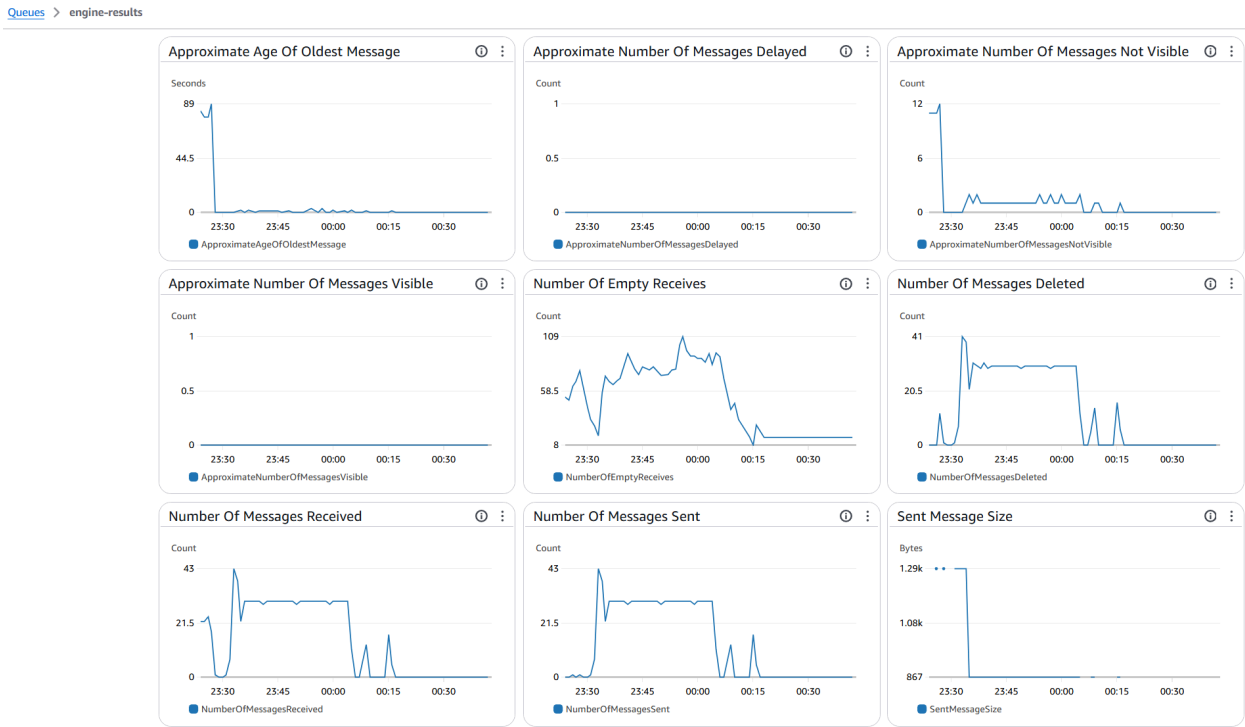 Queues > engine-results
Approximate Age Of Oldest Message
Seconds
89
44.5
0
23:30 23:45 00:00 00:15 00:30
ApproximateAgeOfOldestMessage
Approximate Number Of Messages Delayed
Count
1
0.5
0
23:30 23:45 00:00 00:15 00:30
ApproximateNumberOfMessagesDelayed
Approximate Number Of Messages Not Visible
Count
12
6
0
23:30 23:45 00:00 00:15 00:30
ApproximateNumberOfMessagesNotVisible
Approximate Number Of Messages Visible
Count
1
0.5
0
23:30 23:45 00:00 00:15 00:30
ApproximateNumberOfMessagesVisible
Number Of Empty Receives
Count
109
58.5
8
23:30 23:45 00:00 00:15 00:30
NumberOfEmptyReceives
Number Of Messages Deleted
Count
41
20.5
0
23:30 23:45 00:00 00:15 00:30
NumberOfMessagesDeleted
Number Of Messages Received
Count
43
21.5
0
23:30 23:45 00:00 00:15 00:30
NumberOfMessagesReceived
Number Of Messages Sent
Count
43
21.5
0
23:30 23:45 00:00 00:15 00:30
NumberOfMessagesSent
Sent Message Size
Bytes
1.29k
1.08k
867
23:30 23:45 00:00 00:15 00:30
SentMessageSize